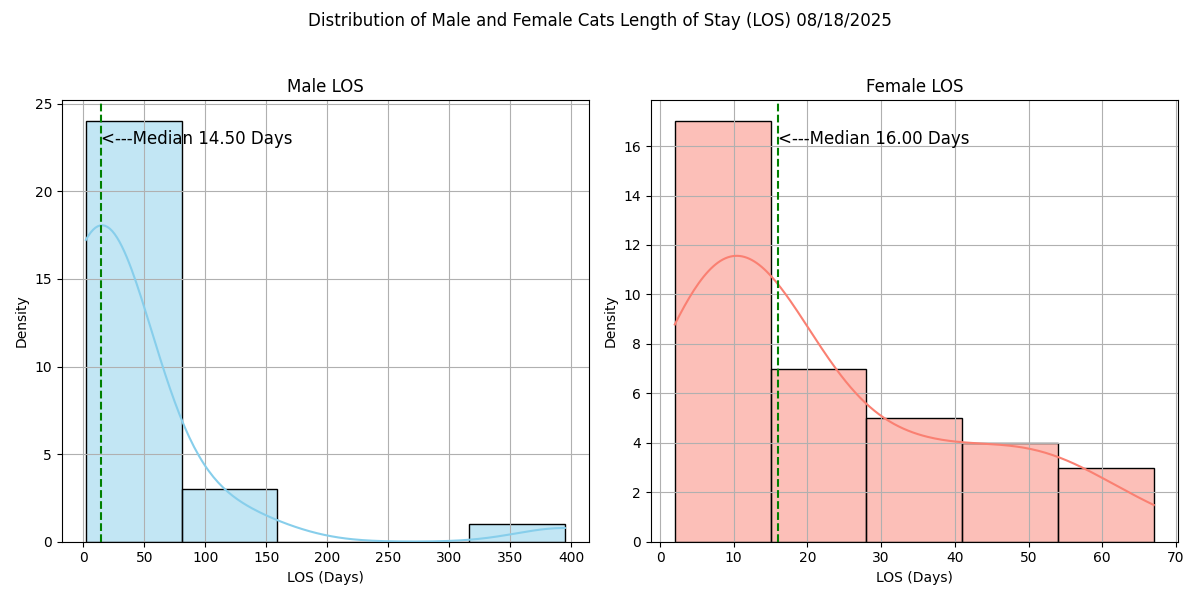 Distribution of Male and Female Cats Length of Stay (LOS) 08/18/2025
Male LOS
<---Median 14.50 Days
Density
25
20
15
10
5
0
0 50 100 150 200 250 300 350 400
LOS (Days)
Female LOS
<---Median 16.00 Days
Density
16
14
12
10
8
6
4
2
0
0 10 20 30 40 50 60 70
LOS (Days)